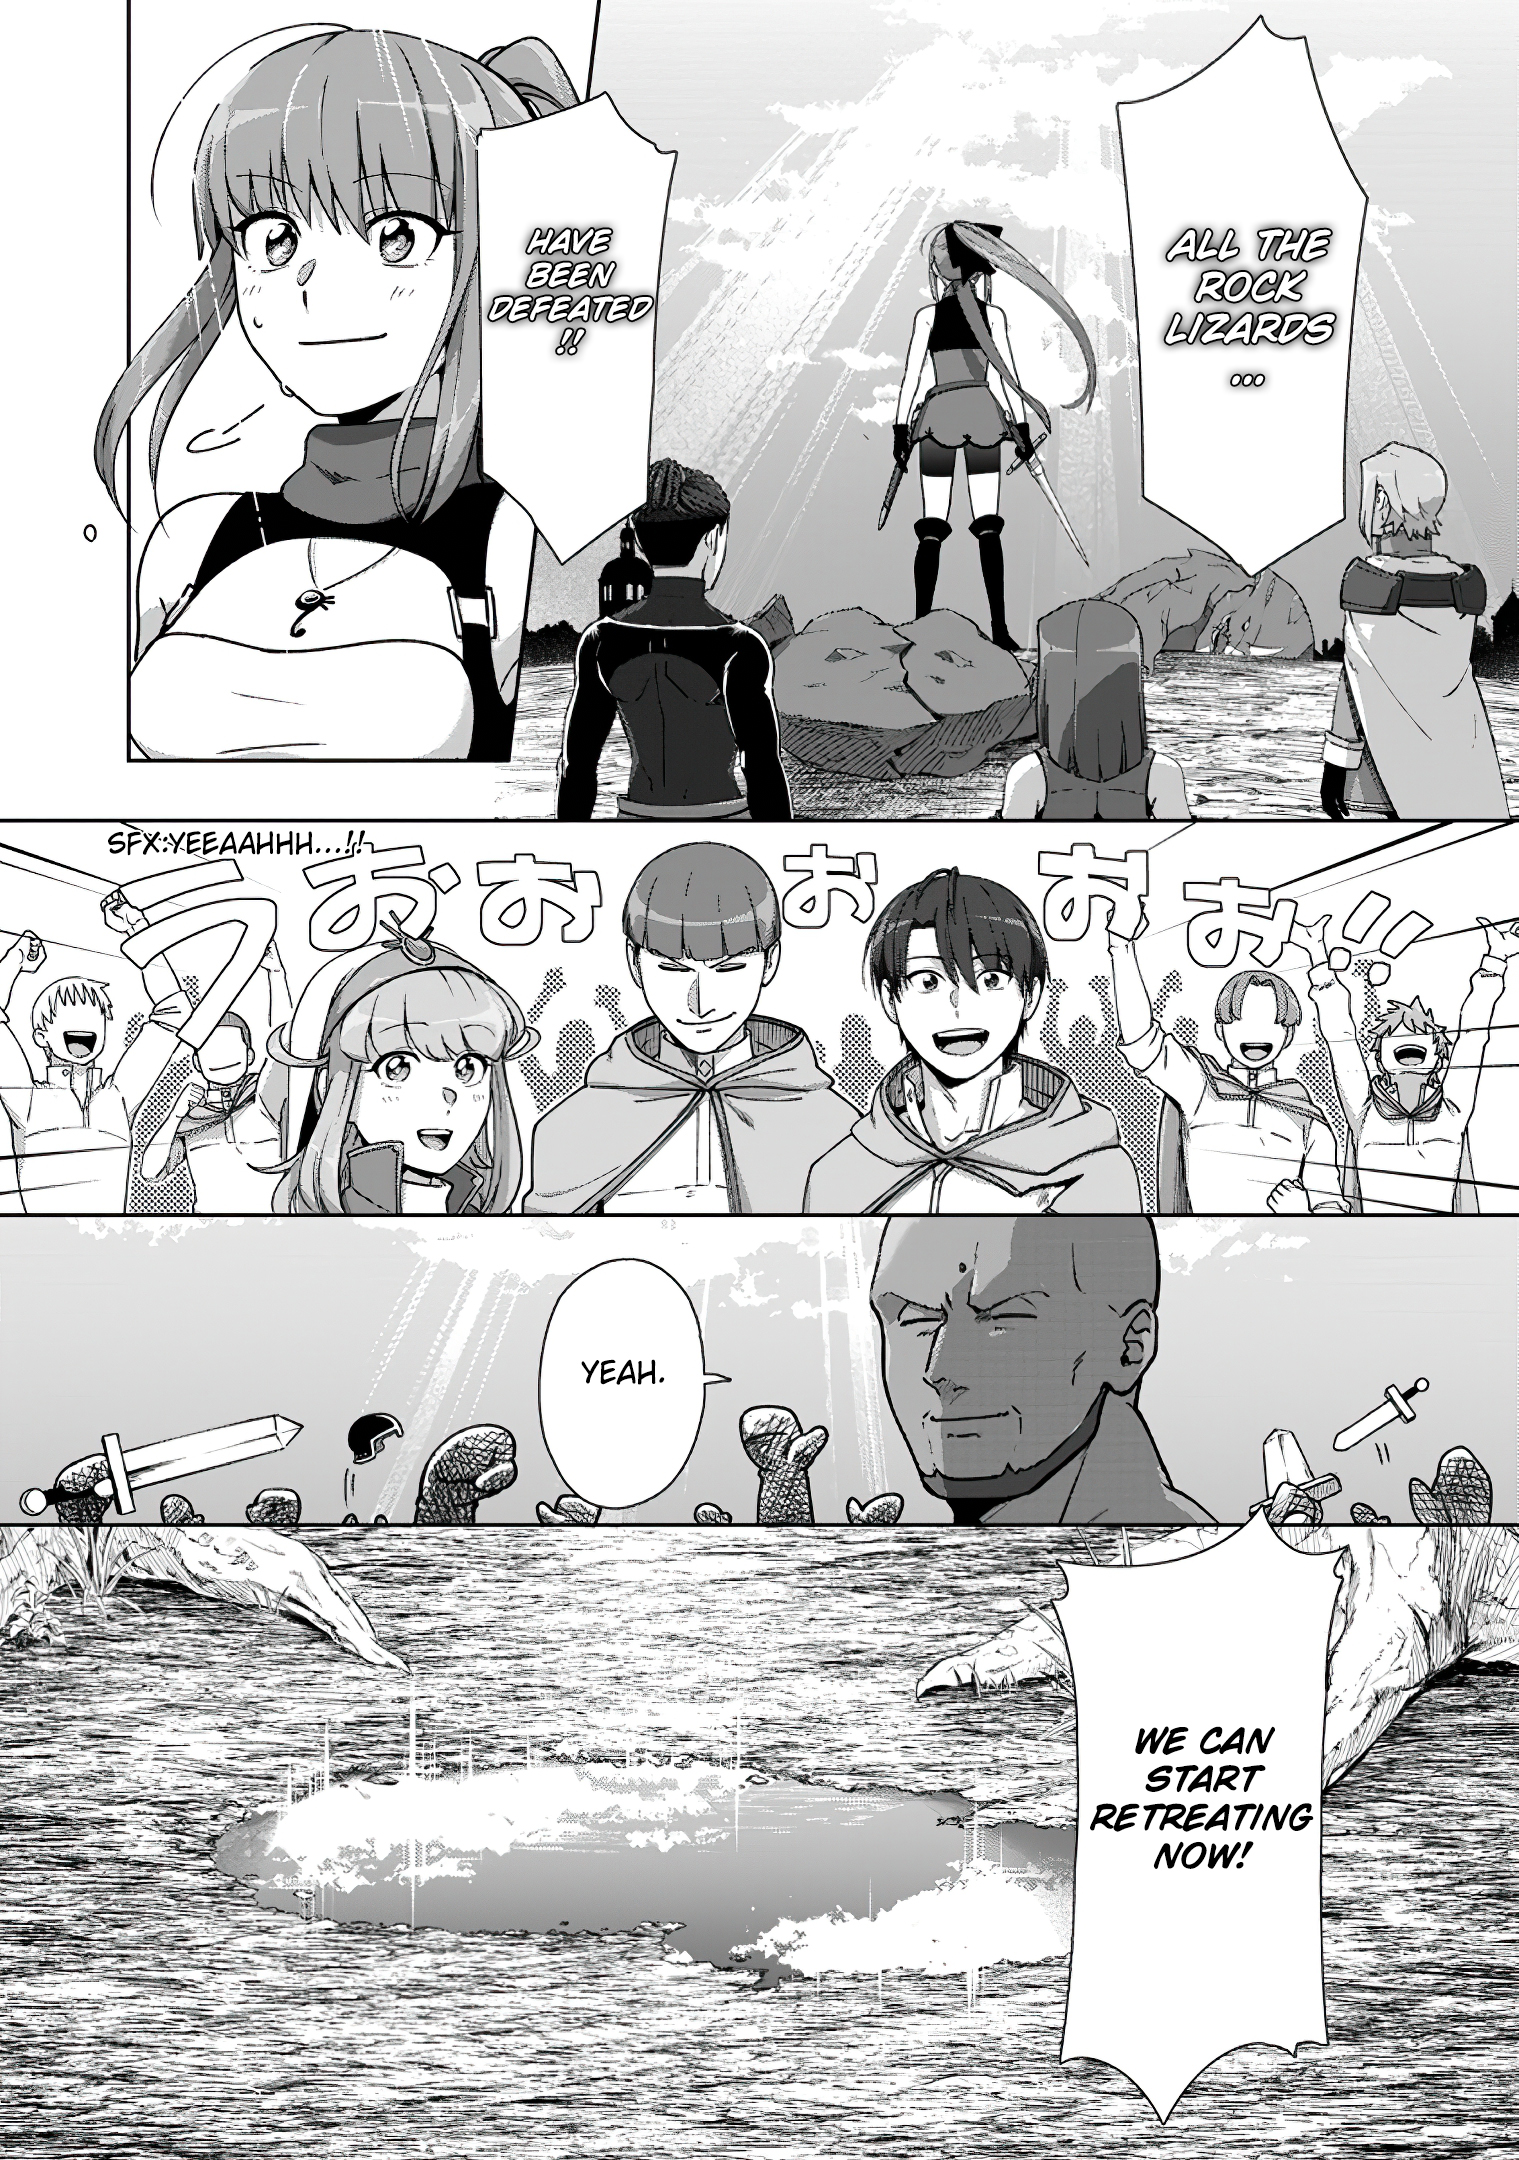 ALL THE
ROCK
LIZARDS
...
HAVE
BEEN
DEFEATED
!!
SFX:YEEAAHHH...!!
うおおおおお!!
YEAH.
WE CAN
START
RETREATING
NOW!